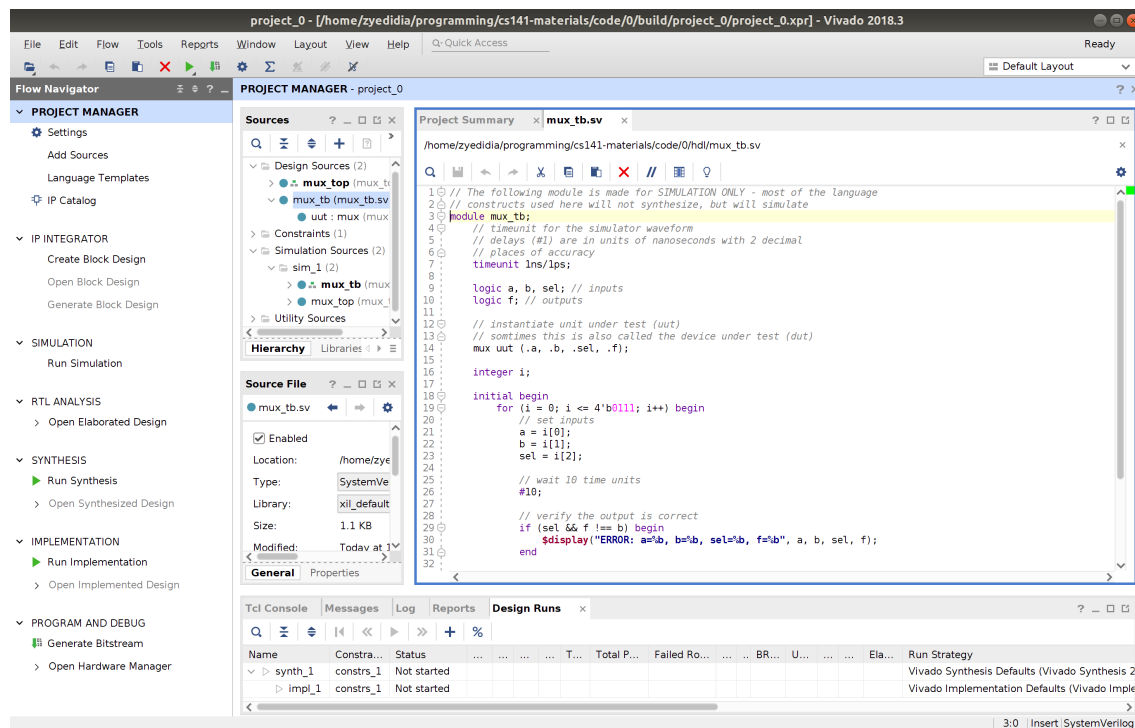 project_0 - [/home/zyedidia/programming/cs141-materials/code/0/build/project_0/project_0.xpr] - Vivado 2018.3
File Edit Flow Tools Reports Window Layout View Help Quick Access Ready
Default Layout
Flow Navigator
PROJECT MANAGER
Settings
Add Sources
Language Templates
IP Catalog
IP INTEGRATOR
Create Block Design
Open Block Design
Generate Block Design
SIMULATION
Run Simulation
RTL ANALYSIS
Open Elaborated Design
SYNTHESIS
Run Synthesis
Open Synthesized Design
IMPLEMENTATION
Run Implementation
Open Implemented Design
PROGRAM AND DEBUG
Generate Bitstream
Open Hardware Manager
PROJECT MANAGER - project_0
Sources
Design Sources (2)
mux_top (mux_to
mux_tb (mux_tb.sv
uut : mux (mux
Constraints (1)
Simulation Sources (2)
sim_1 (2)
mux_tb (mux
mux_top (mux_t
Utility Sources
Hierarchy Libraries
Source File
mux_tb.sv
Enabled
Location: /home/zye
Type: SystemVe
Library: xil_default
Size: 1.1 KB
Modified: Today at 1
General Properties
Project Summary mux_tb.sv
/home/zyedidia/programming/cs141-materials/code/0/hdl/mux_tb.sv
1 // The following module is made for SIMULATION ONLY - most of the language
2 // constructs used here will not synthesize, but will simulate
3 module mux_tb;
4 // timeunit for the simulator waveform
5 // delays (#1) are in units of nanoseconds with 2 decimal
6 // places of accuracy
7 timeunit 1ns/1ps;
8
9 logic a, b, sel; // inputs
10 logic f; // outputs
11
12 // instantiate unit under test (uut)
13 // somtimes this is also called the device under test (dut)
14 mux uut (.a, .b, .sel, .f);
15
16 integer i;
17
18 initial begin
19 for (i = 0; i <= 4'b0111; i++) begin
20 // set inputs
21 a = i[0];
22 b = i[1];
23 sel = i[2];
24
25 // wait 10 time units
26 #10;
27
28 // verify the output is correct
29 if (sel && f !== b) begin
30 $display("ERROR: a=%b, b=%b, sel=%b, f=%b", a, b, sel, f);
31 end
32
Tcl Console Messages Log Reports Design Runs
Name Constra... Status ... ... ... ... T... Total P... Failed Ro... ... .. BR... U... ... ... Ela... Run Strategy
synth_1 constrs_1 Not started Vivado Synthesis Defaults (Vivado Synthesis 2
impl_1 constrs_1 Not started Vivado Implementation Defaults (Vivado Imple
3:0 Insert SystemVerilog